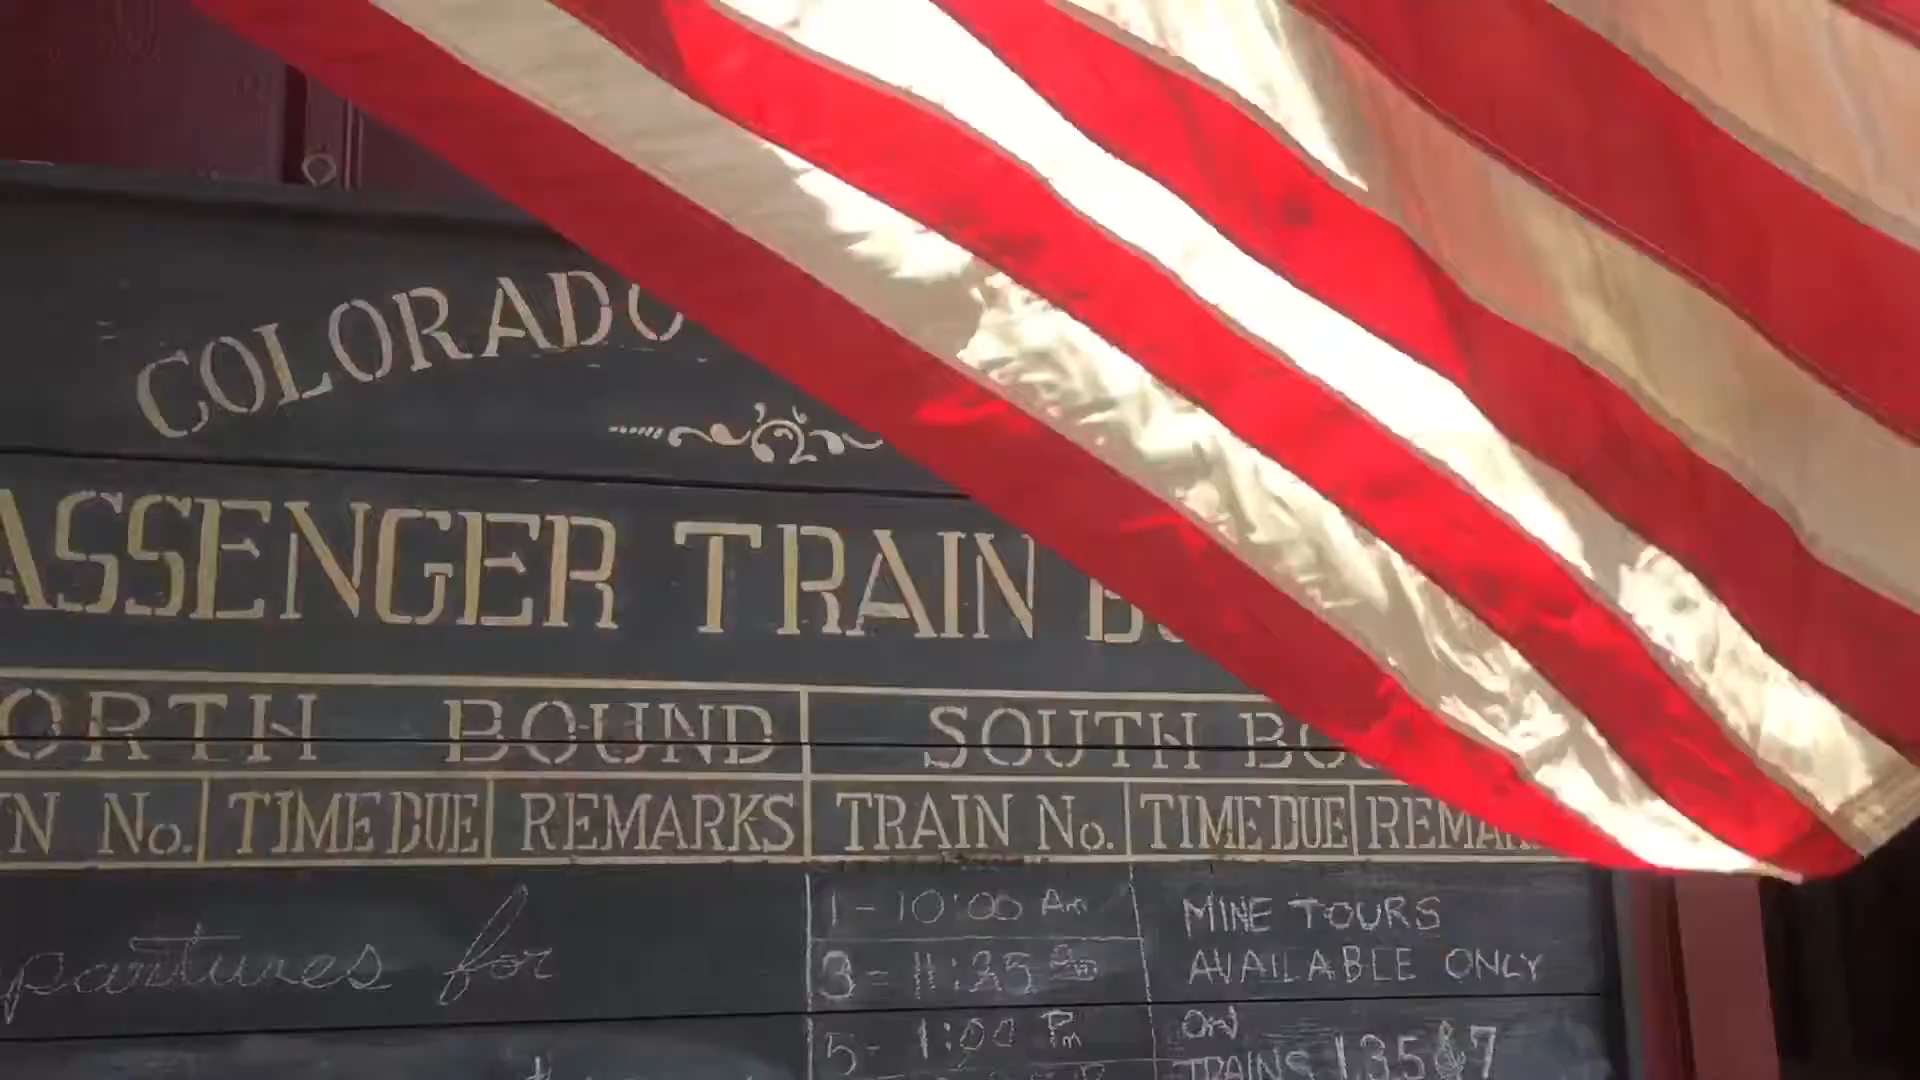 COLORADO
ASSENGER TRAIN B
ORTH BOUND SOUTH BO
N No. TIME DUE REMARKS TRAIN No. TIME DUE REMA
partures for
1 - 10:00 Am MINE TOURS
3 - 11:25 AVAILABLE ONLY
5 - 1:00 Pm ON
TRAINS 1 3 5 & 7